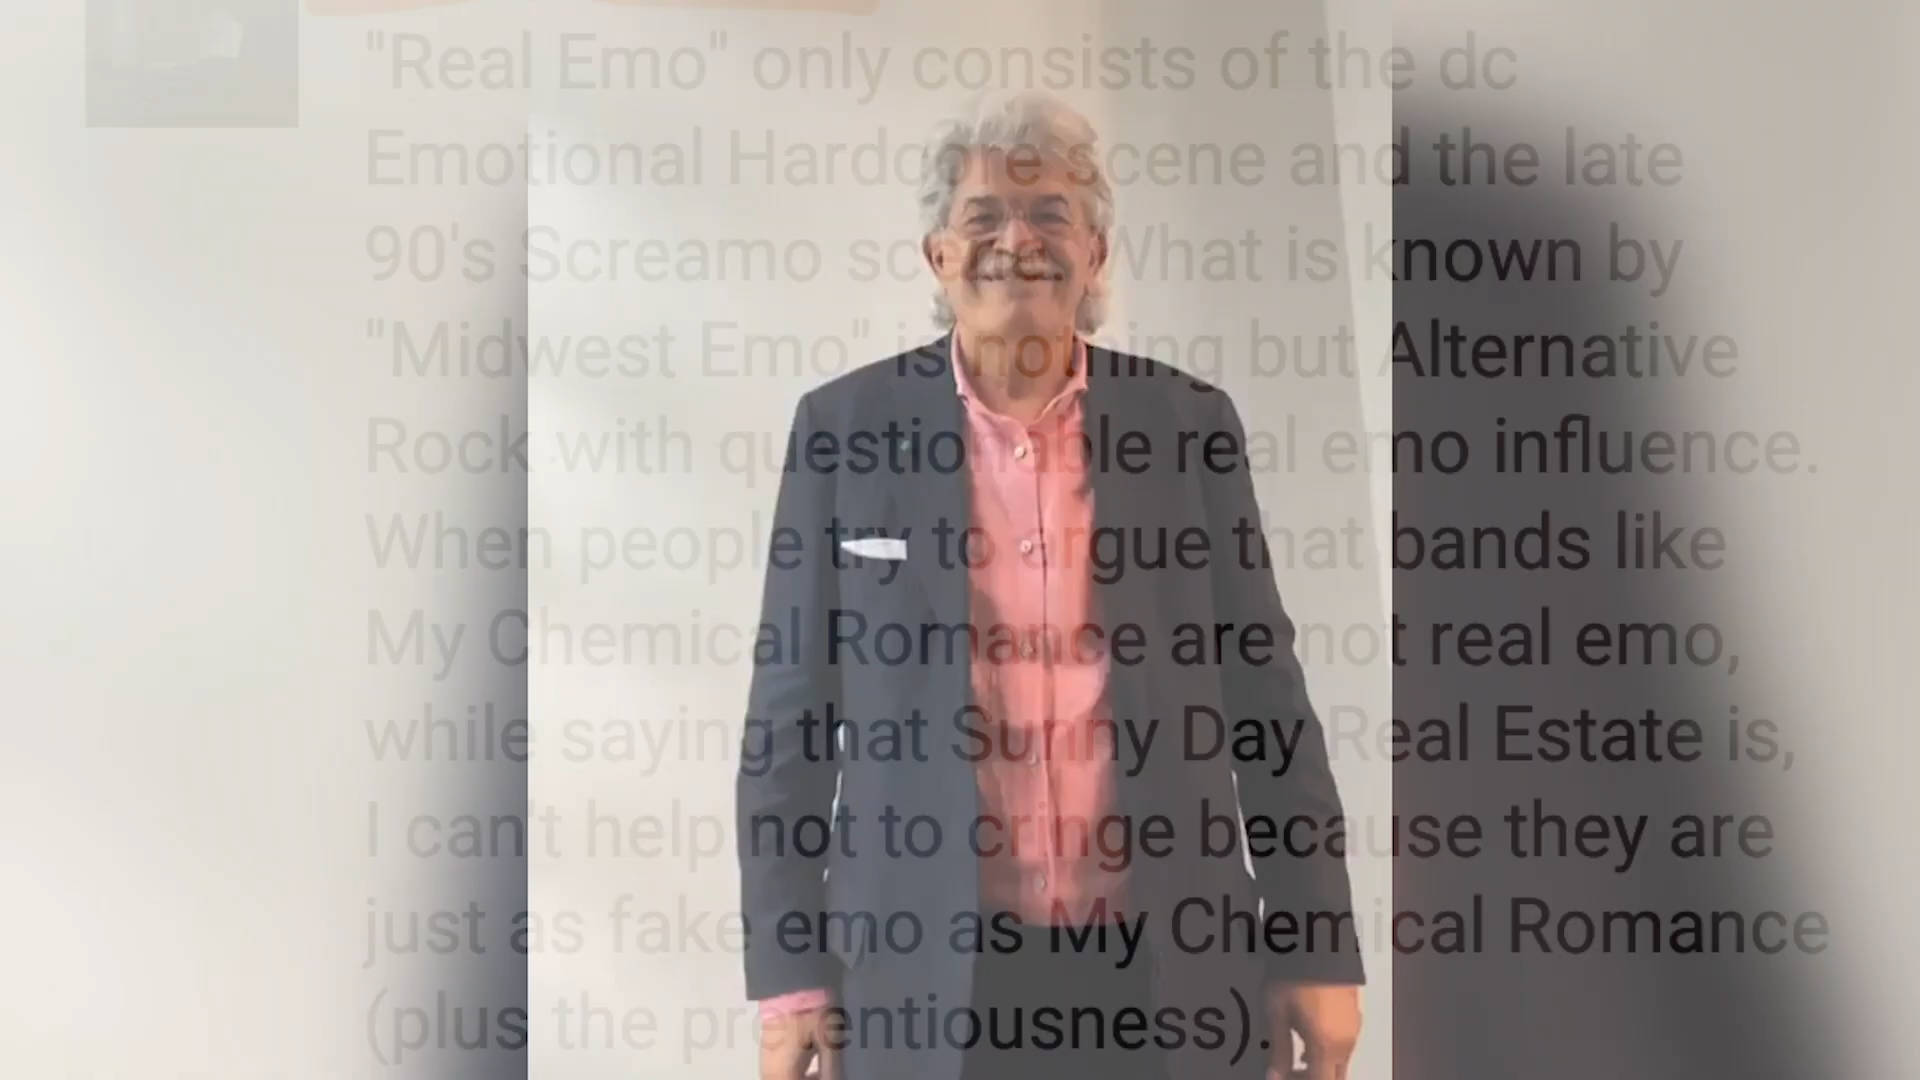 "Real Emo" only consists of the dc
Emotional Hardcore scene and the late
90's Screamo scene. What is known by
"Midwest Emo" is nothing but Alternative
Rock with questionable real emo influence.
When people try to argue that bands like
My Chemical Romance are not real emo,
while saying that Sunny Day Real Estate is,
I can't help not to cringe because they are
just as fake emo as My Chemical Romance
(plus the pretentiousness).